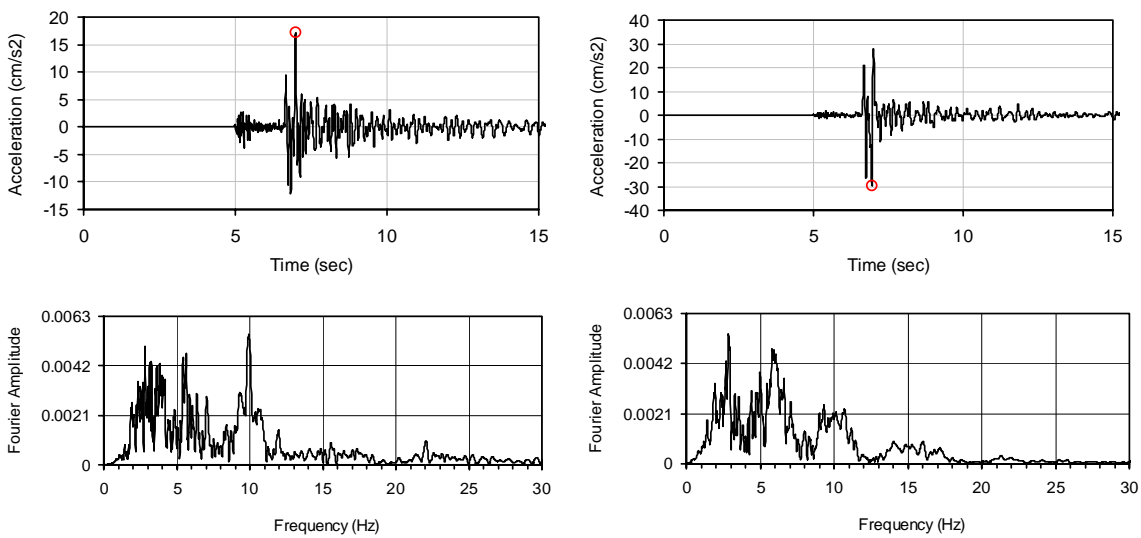 Acceleration (cm/s2)
20
15
10
5
0
-5
-10
-15
0 5 10 15
Time (sec)
Acceleration (cm/s2)
40
30
20
10
0
-10
-20
-30
-40
0 5 10 15
Time (sec)
Fourier Amplitude
0.0063
0.0042
0.0021
0
0 5 10 15 20 25 30
Frequency (Hz)
Fourier Amplitude
0.0063
0.0042
0.0021
0
0 5 10 15 20 25 30
Frequency (Hz)